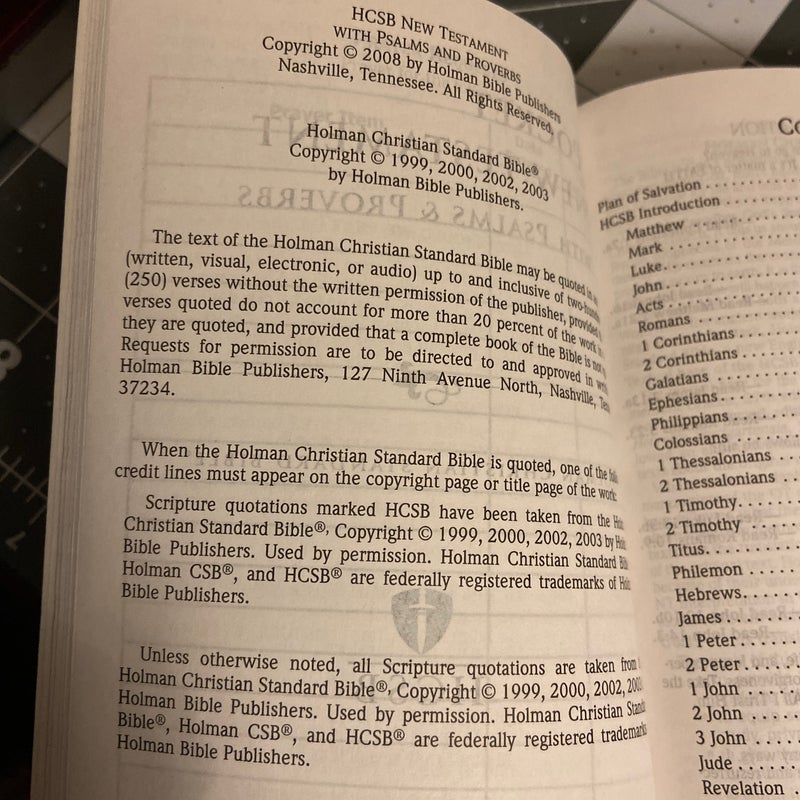 HCSB NEW TESTAMENT
WITH PSALMS AND PROVERBS
Copyright © 2008 by Holman Bible Publishers
Nashville, Tennessee. All Rights Reserved.
Holman Christian Standard Bible®
Copyright © 1999, 2000, 2002, 2003
by Holman Bible Publishers.
The text of the Holman Christian Standard Bible may be quoted in
(written, visual, electronic, or audio) up to and inclusive of
(250) verses without the written permission of the publisher, provided
verses quoted do not account for more than 20 percent of the work
they are quoted, and provided that a complete book of the Bible is not
Requests for permission are to be directed to and approved in
Holman Bible Publishers, 127 Ninth Avenue North, Nashville,
37234.
When the Holman Christian Standard Bible is quoted, one of the
credit lines must appear on the copyright page or title page of the work:
Scripture quotations marked HCSB have been taken from the
Christian Standard Bible®, Copyright © 1999, 2000, 2002, 2003 by
Bible Publishers. Used by permission. Holman Christian Standard
Holman CSB®, and HCSB® are federally registered trademarks of
Bible Publishers.
Unless otherwise noted, all Scripture quotations are taken from
Holman Christian Standard Bible®, Copyright © 1999, 2000, 2002,
Holman Bible Publishers. Used by permission. Holman Christian
Bible®, Holman CSB®, and HCSB® are federally registered trademarks
Holman Bible Publishers.
Plan of Salvation
HCSB Introduction
Matthew
Mark
Luke
John
Acts
Romans
1 Corinthians
2 Corinthians
Galatians
Ephesians
Philippians
Colossians
1 Thessalonians
2 Thessalonians
1 Timothy
2 Timothy
Titus
Philemon
Hebrews
James
1 Peter
2 Peter
1 John
2 John
3 John
Jude
Revelation